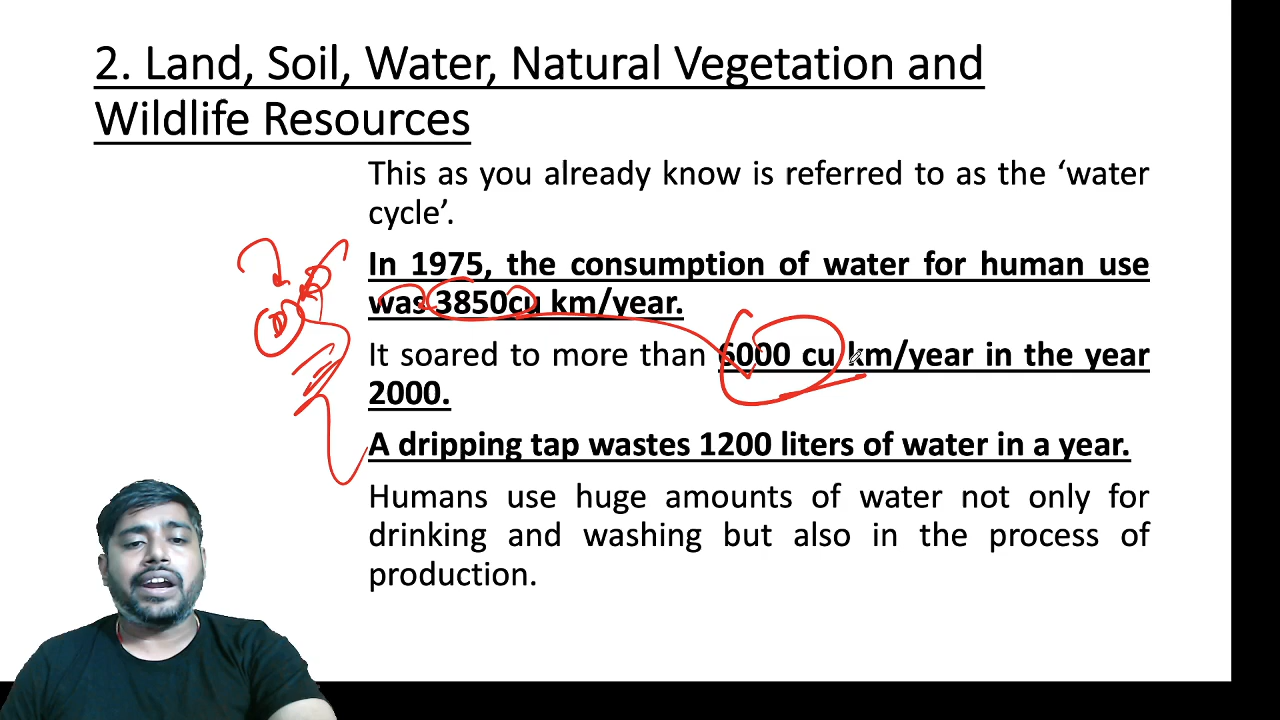 2. Land, Soil, Water, Natural Vegetation and
Wildlife Resources
This as you already know is referred to as the ‘water
cycle’.
In 1975, the consumption of water for human use
was 3850cu km/year.
It soared to more than 6000 cu km/year in the year
2000.
A dripping tap wastes 1200 liters of water in a year.
Humans use huge amounts of water not only for
drinking and washing but also in the process of
production.